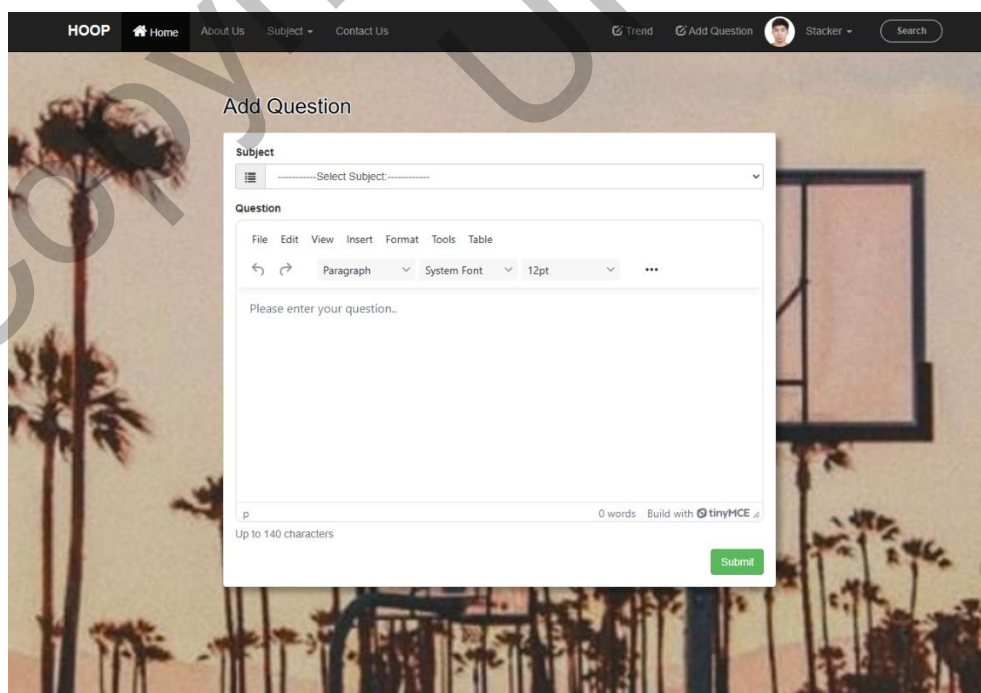 HOOP Home About Us Subject Contact Us Trend Add Question Stacker Search
Add Question
Subject
-----------Select Subject:------------
Question
File Edit View Insert Format Tools Table
Paragraph System Font 12pt ...
Please enter your question..
p 0 words Build with tinyMCE
Up to 140 characters
Submit